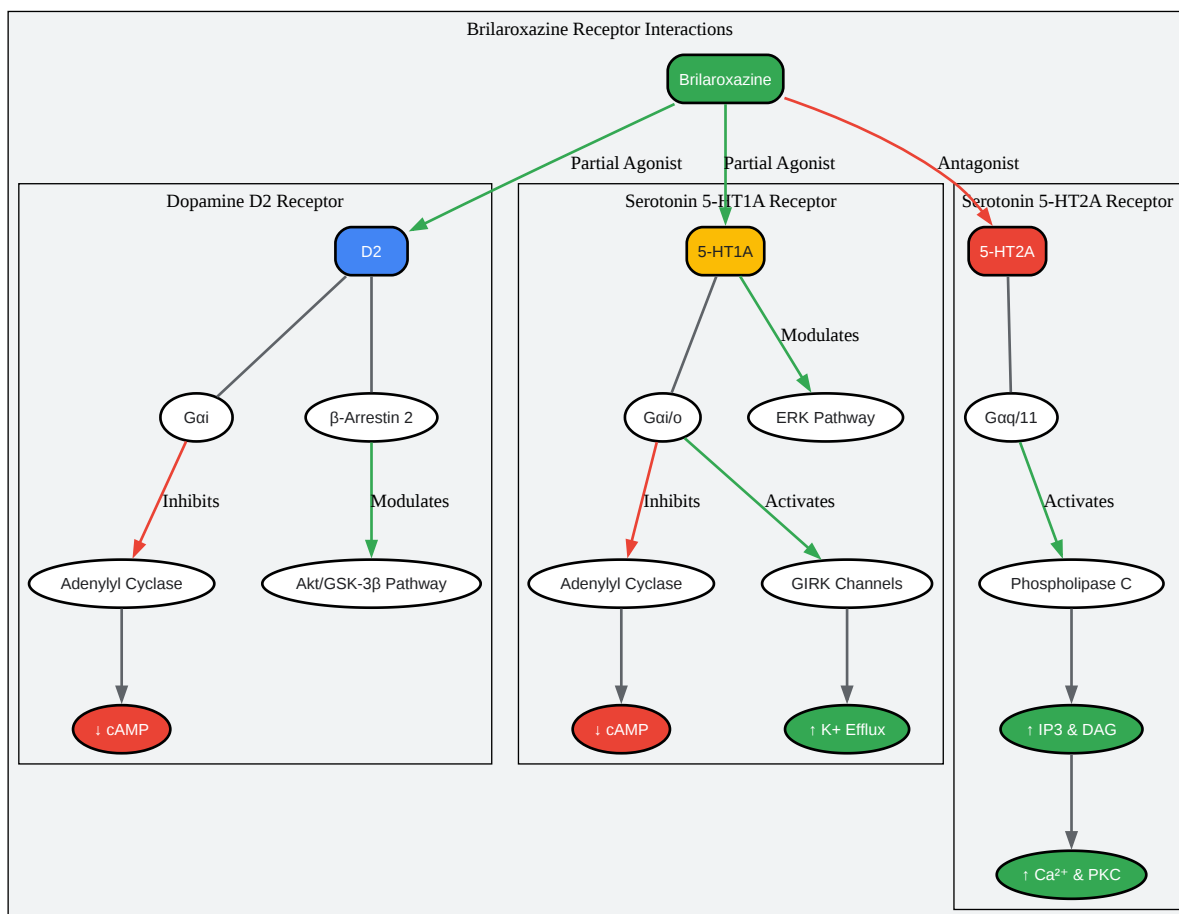 Brilaroxazine Receptor Interactions
Brilaroxazine
Partial Agonist
Partial Agonist
Antagonist
Dopamine D2 Receptor
Serotonin 5-HT1A Receptor
Serotonin 5-HT2A Receptor
D2
5-HT1A
5-HT2A
Modulates
Gαi
β-Arrestin 2
Gαi/o
ERK Pathway
Gαq/11
Inhibits
Modulates
Inhibits
Activates
Activates
Adenylyl Cyclase
Akt/GSK-3β Pathway
Adenylyl Cyclase
GIRK Channels
Phospholipase C
↓ cAMP
↓ cAMP
↑ K+ Efflux
↑ IP3 & DAG
↑ Ca²⁺ & PKC